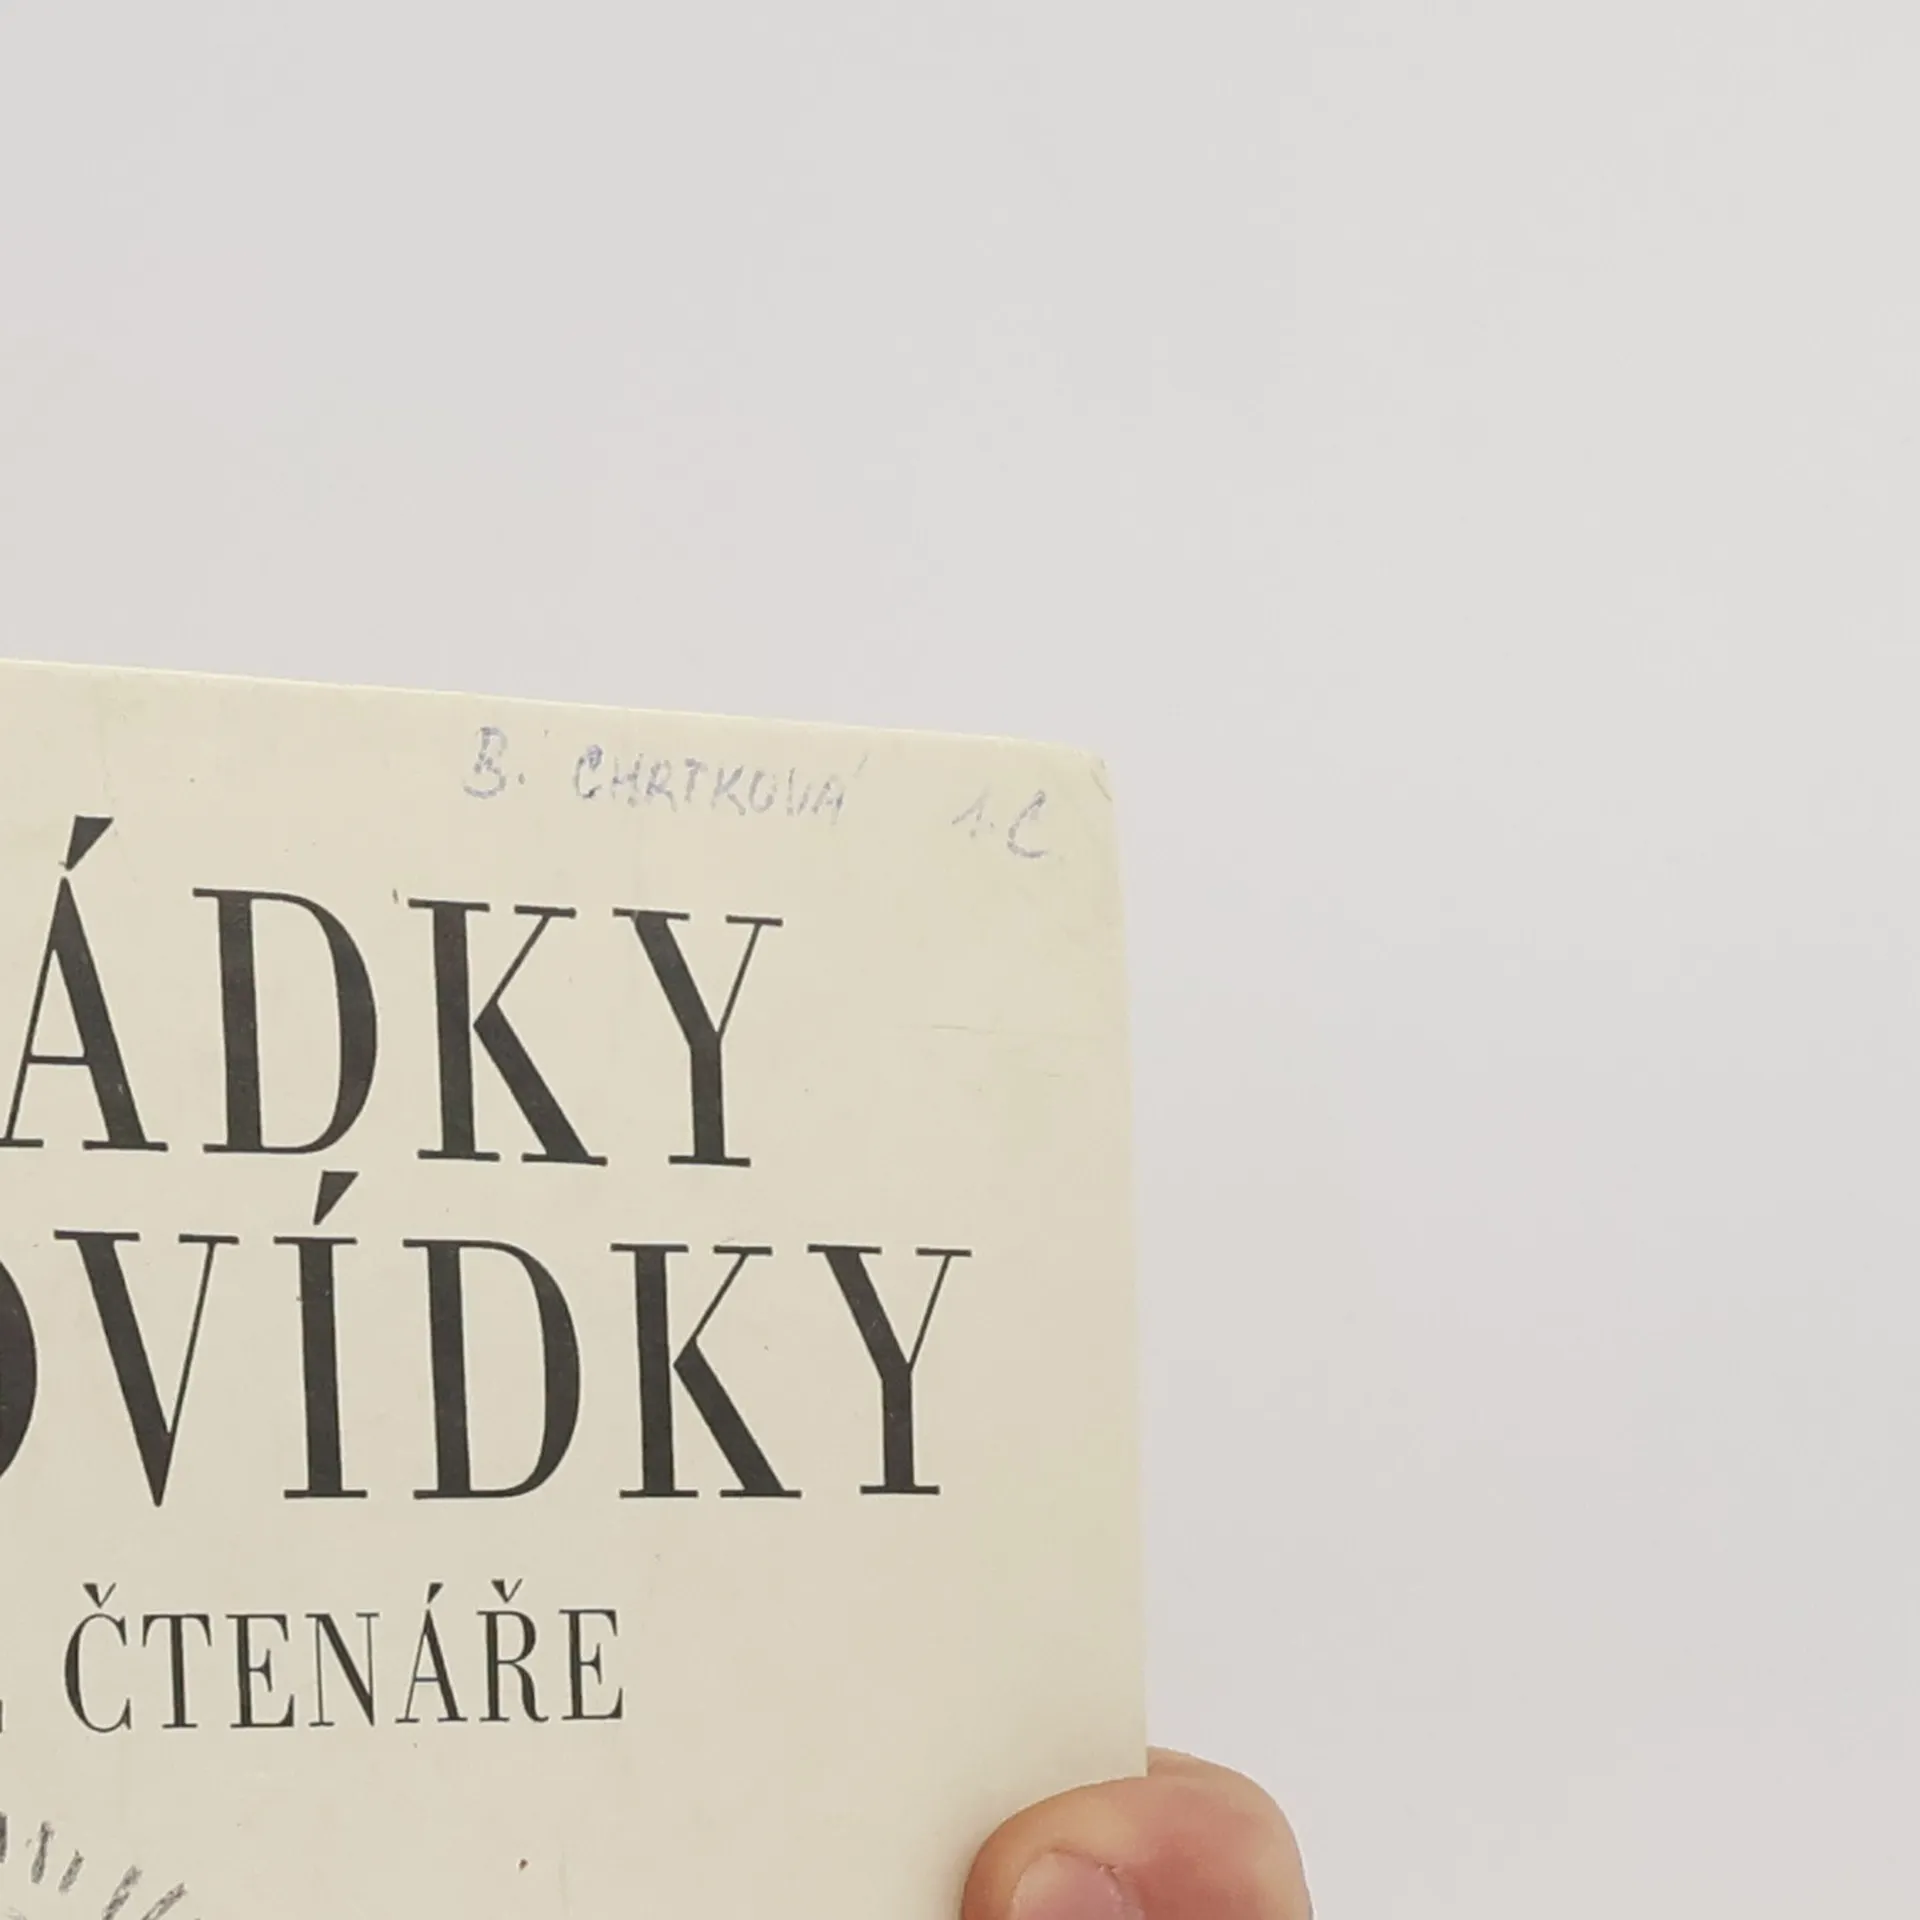 B. CHRTKOVÁ 1.C
ÁDKY
OVÍDKY
ČTENÁŘE